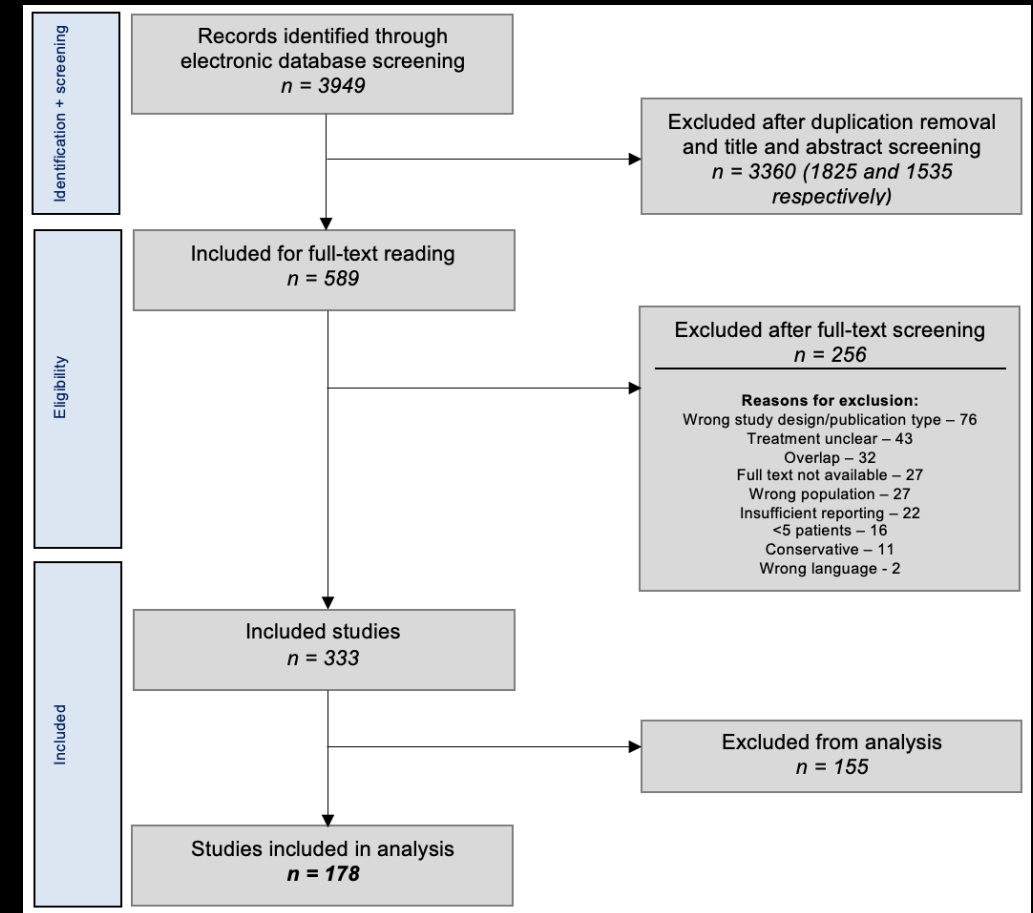 Identification + screening
Records identified through
electronic database screening
n = 3949
Excluded after duplication removal
and title and abstract screening
n = 3360 (1825 and 1535
respectively)
Eligibility
Included for full-text reading
n = 589
Excluded after full-text screening
n = 256
Reasons for exclusion:
Wrong study design/publication type – 76
Treatment unclear – 43
Overlap – 32
Full text not available – 27
Wrong population – 27
Insufficient reporting – 22
<5 patients – 16
Conservative – 11
Wrong language - 2
Included
Included studies
n = 333
Excluded from analysis
n = 155
Studies included in analysis
n = 178